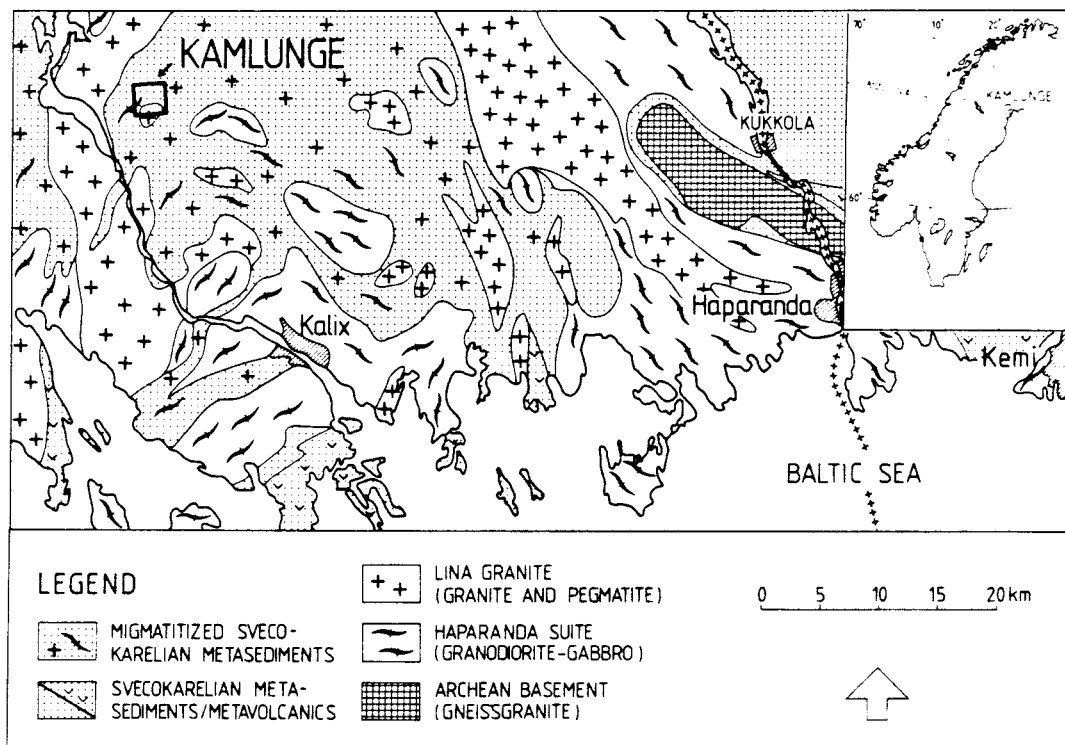 KAMLUNGE
KUKKOLA
Kalix
Haparanda
Kemi
BALTIC SEA
70°
10°
20°
KAMLUNGE
60°
LEGEND
MIGMATITIZED SVECO-
KARELIAN METASEDIMENTS
SVECOKARELIAN META-
SEDIMENTS/METAVOLCANICS
LINA GRANITE
(GRANITE AND PEGMATITE)
HAPARANDA SUITE
(GRANODIORITE-GABBRO)
ARCHEAN BASEMENT
(GNEISSGRANITE)
0 5 10 15 20 km